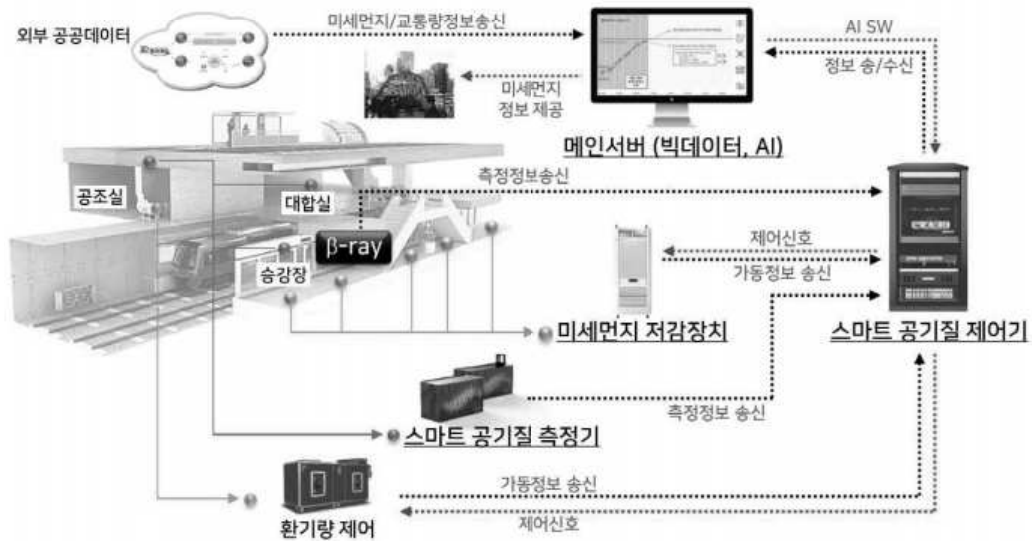 외부 공공데이터
미세먼지/교통량정보송신
미세먼지
정보 제공
AI SW
정보 송/수신
메인서버 (빅데이터, AI)
공조실
대합실
측정정보송신
β-ray
승강장
제어신호
가동정보 송신
미세먼지 저감장치
스마트 공기질 제어기
측정정보 송신
스마트 공기질 측정기
가동정보 송신
제어신호
환기량 제어